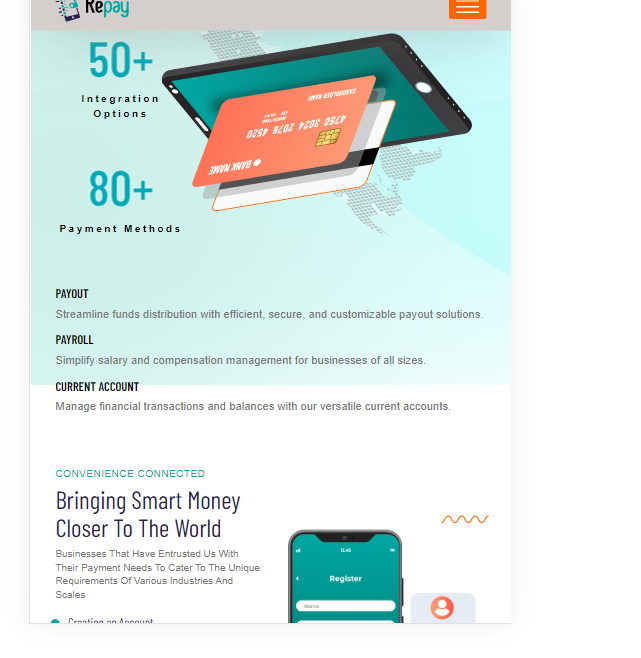 Repay
50+
Integration
Options
80+
Payment Methods
CARDHOLDER NAME
4750 3024 2078 4520
MONTH/YEAR
BANK NAME
PAYOUT
Streamline funds distribution with efficient, secure, and customizable payout solutions.
PAYROLL
Simplify salary and compensation management for businesses of all sizes.
CURRENT ACCOUNT
Manage financial transactions and balances with our versatile current accounts.
CONVENIENCE CONNECTED
Bringing Smart Money
Closer To The World
Businesses That Have Entrusted Us With
Their Payment Needs To Cater To The Unique
Requirements Of Various Industries And
Scales
Creating an Account
12:45
Register
Name